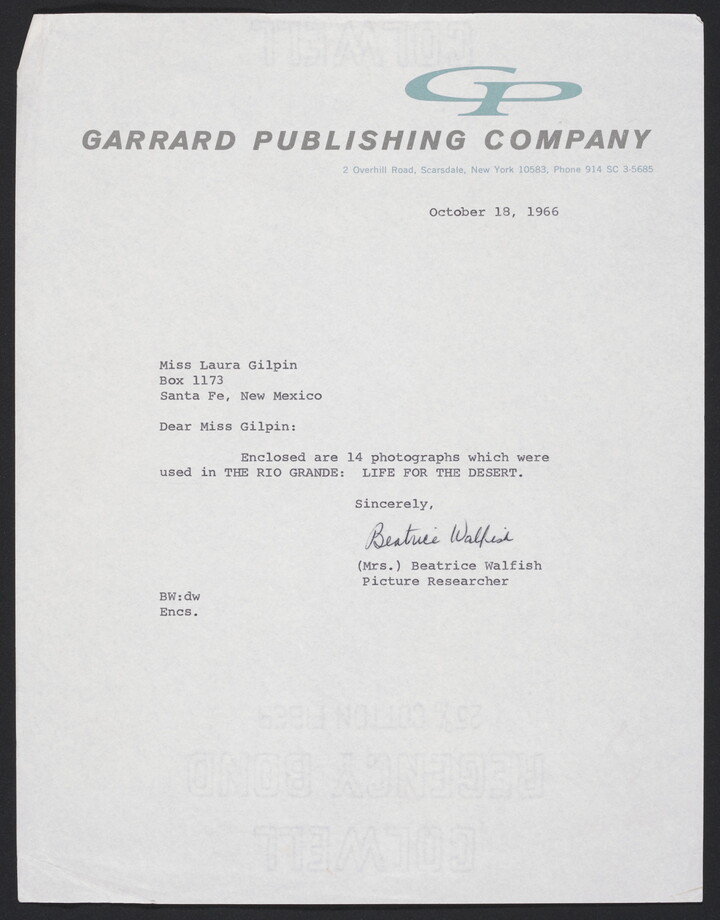 GP
GARRARD PUBLISHING COMPANY
2 Overhill Road, Scarsdale, New York 10583, Phone 914 SC 3-5685
October 18, 1966
Miss Laura Gilpin
Box 1173
Santa Fe, New Mexico
Dear Miss Gilpin:
Enclosed are 14 photographs which were
used in THE RIO GRANDE: LIFE FOR THE DESERT.
Sincerely,
Beatrice Walfish
(Mrs.) Beatrice Walfish
Picture Researcher
BW:dw
Encs.
COLWELL
REGENCY BOND